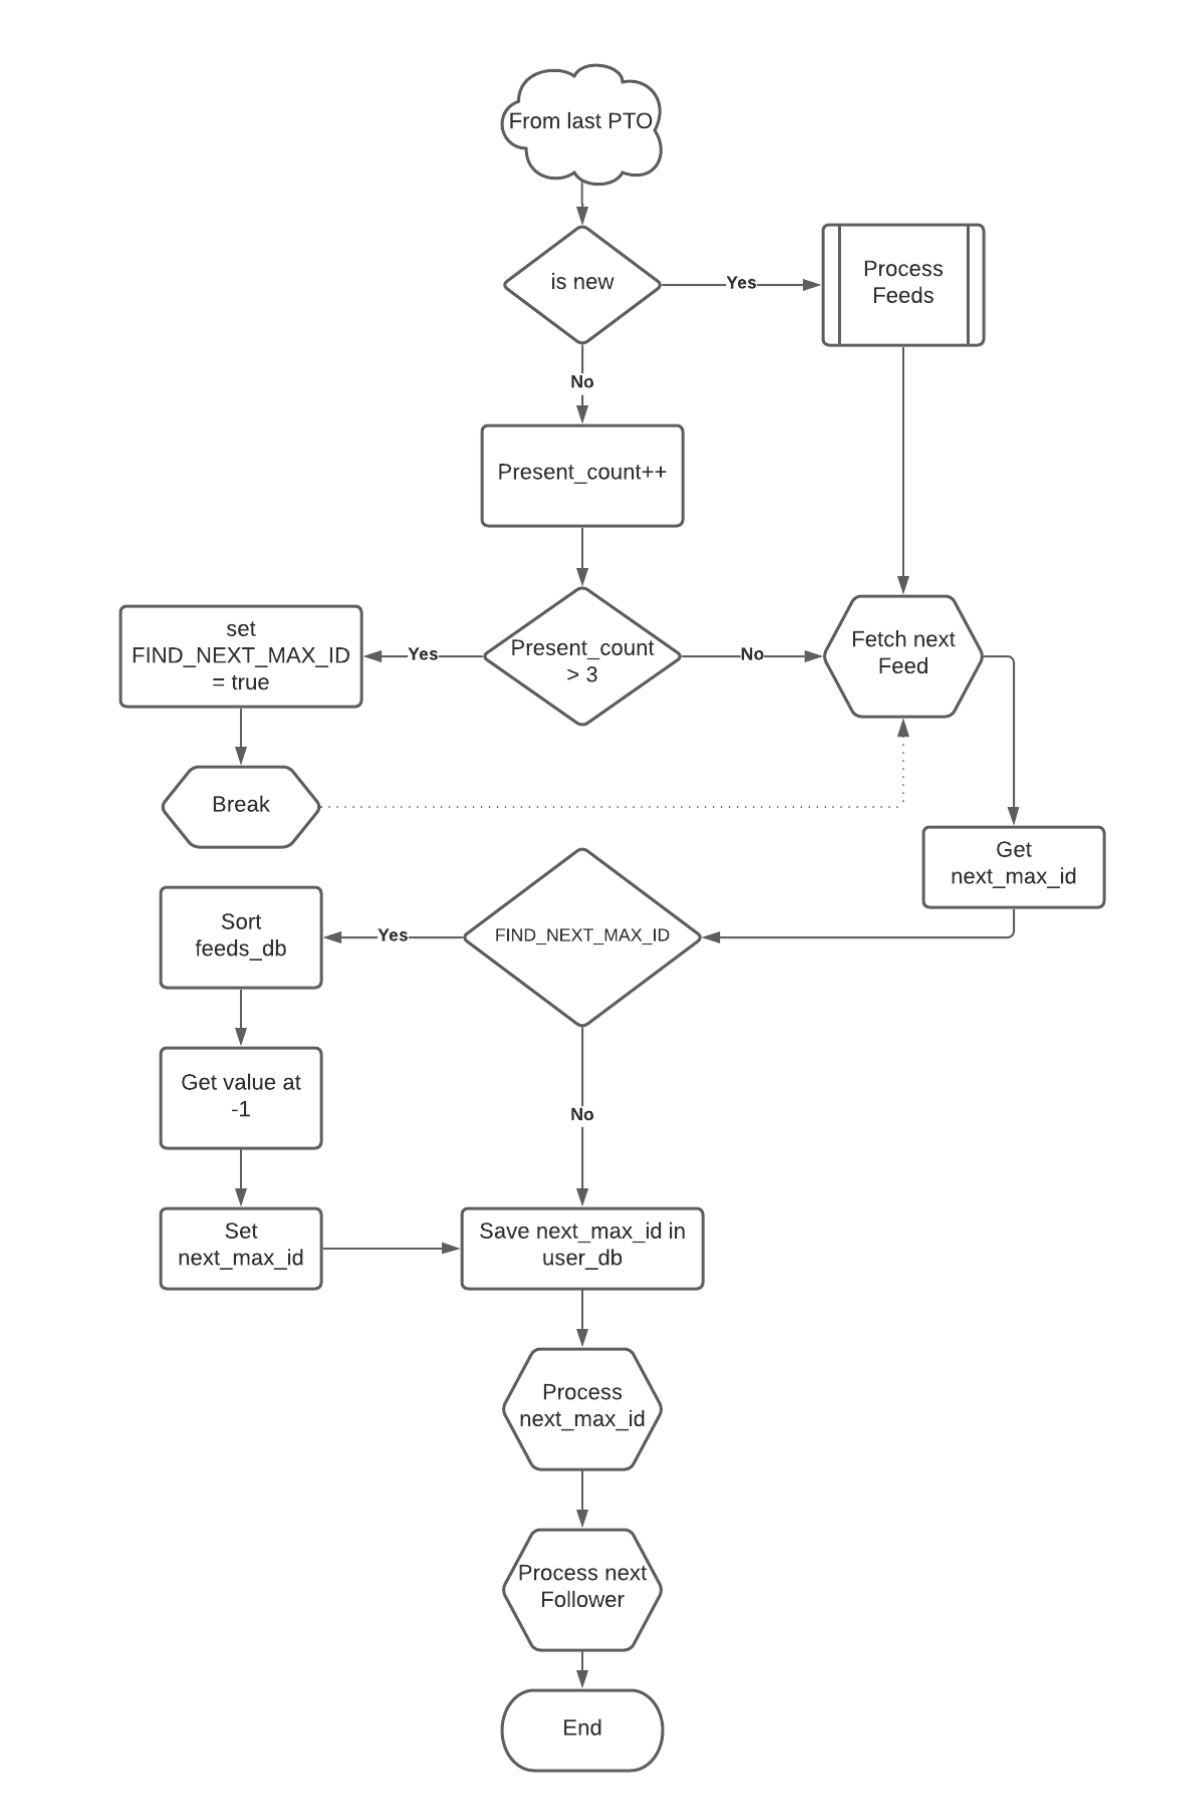 From last PTO
is new
Yes
Process
Feeds
No
Present_count++
set
FIND_NEXT_MAX_ID
= true
Yes
Present_count
> 3
No
Fetch next
Feed
Break
Get
next_max_id
Sort
feeds_db
Yes
FIND_NEXT_MAX_ID
Get value at
-1
No
Set
next_max_id
Save next_max_id in
user_db
Process
next_max_id
Process next
Follower
End